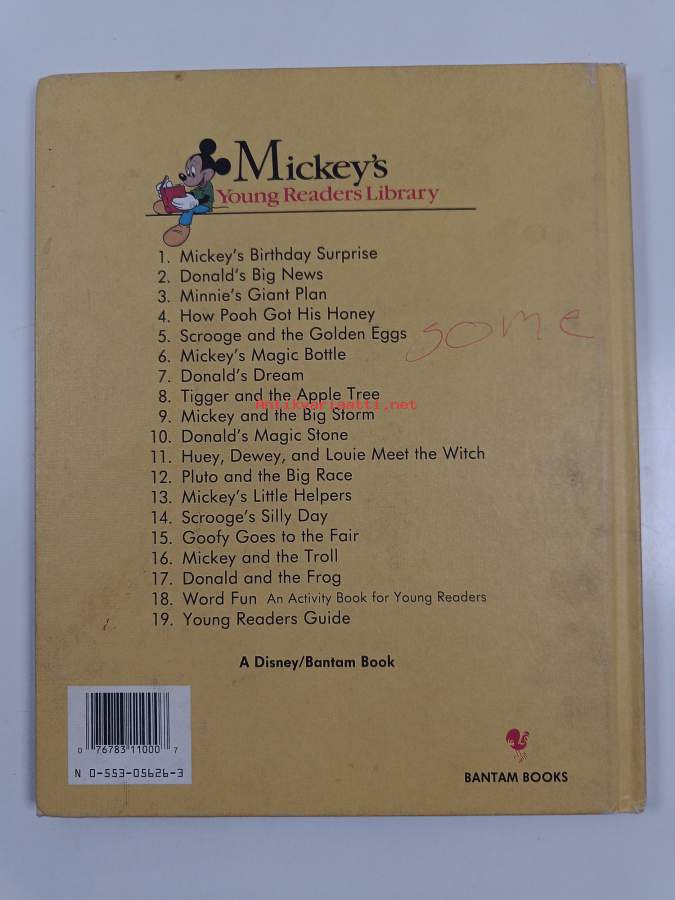 Mickey's
Young Readers Library
1. Mickey's Birthday Surprise
2. Donald's Big News
3. Minnie's Giant Plan
4. How Pooh Got His Honey
5. Scrooge and the Golden Eggs some
6. Mickey's Magic Bottle
7. Donald's Dream
8. Tigger and the Apple Tree
Antikvariaatti.net
9. Mickey and the Big Storm
10. Donald's Magic Stone
11. Huey, Dewey, and Louie Meet the Witch
12. Pluto and the Big Race
13. Mickey's Little Helpers
14. Scrooge's Silly Day
15. Goofy Goes to the Fair
16. Mickey and the Troll
17. Donald and the Frog
18. Word Fun An Activity Book for Young Readers
19. Young Readers Guide
A Disney/Bantam Book
0 76783 11000 7
N 0-553-05626-3
BANTAM BOOKS